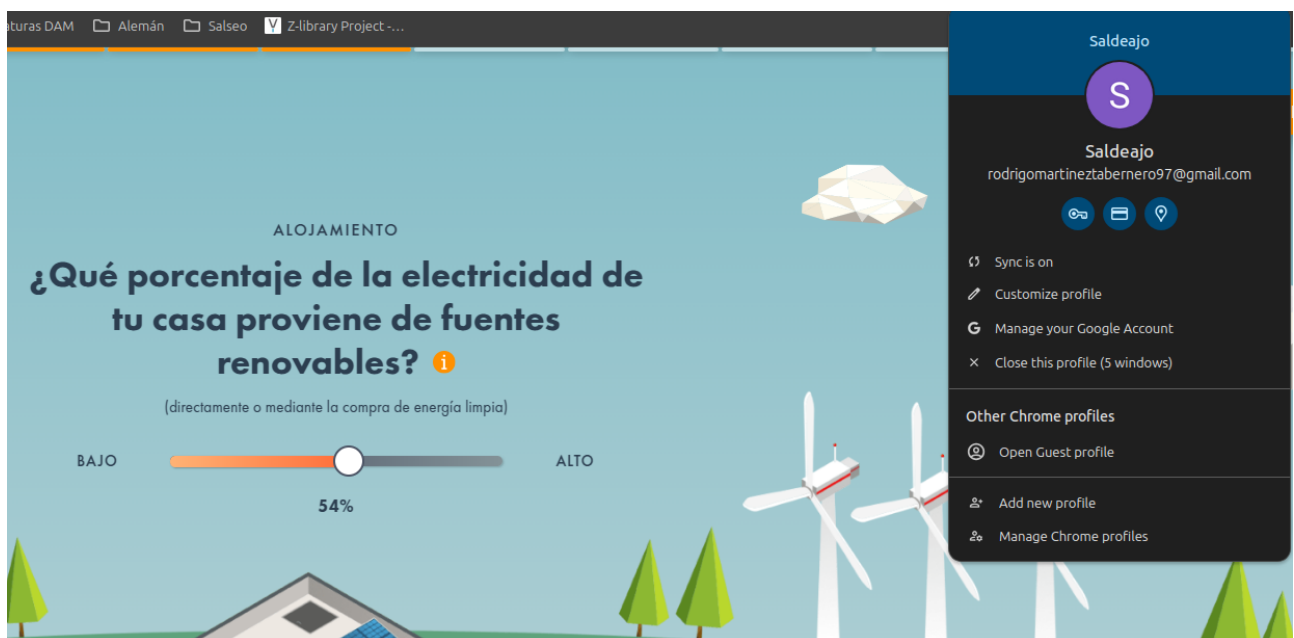 aturas DAM Alemán Salseo Z-library Project -...
ALOJAMIENTO
¿Qué porcentaje de la electricidad de
tu casa proviene de fuentes
renovables? i
(directamente o mediante la compra de energía limpia)
BAJO ALTO
54%
Saldeajo
S
Saldeajo
rodrigomartineztabernero97@gmail.com
Sync is on
Customize profile
G Manage your Google Account
Close this profile (5 windows)
Other Chrome profiles
Open Guest profile
Add new profile
Manage Chrome profiles